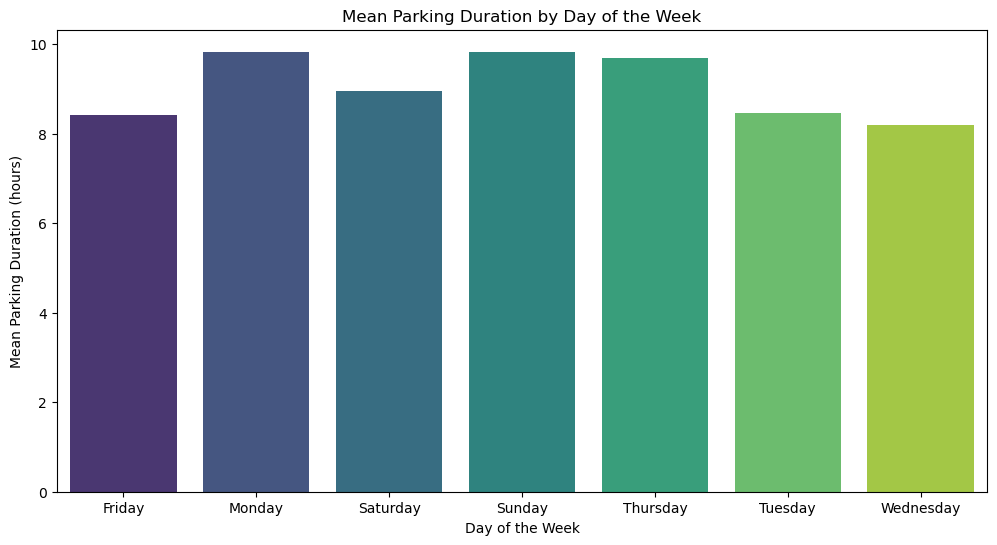 Mean Parking Duration by Day of the Week
Mean Parking Duration (hours)
10
8
6
4
2
0
Friday Monday Saturday Sunday Thursday Tuesday Wednesday
Day of the Week